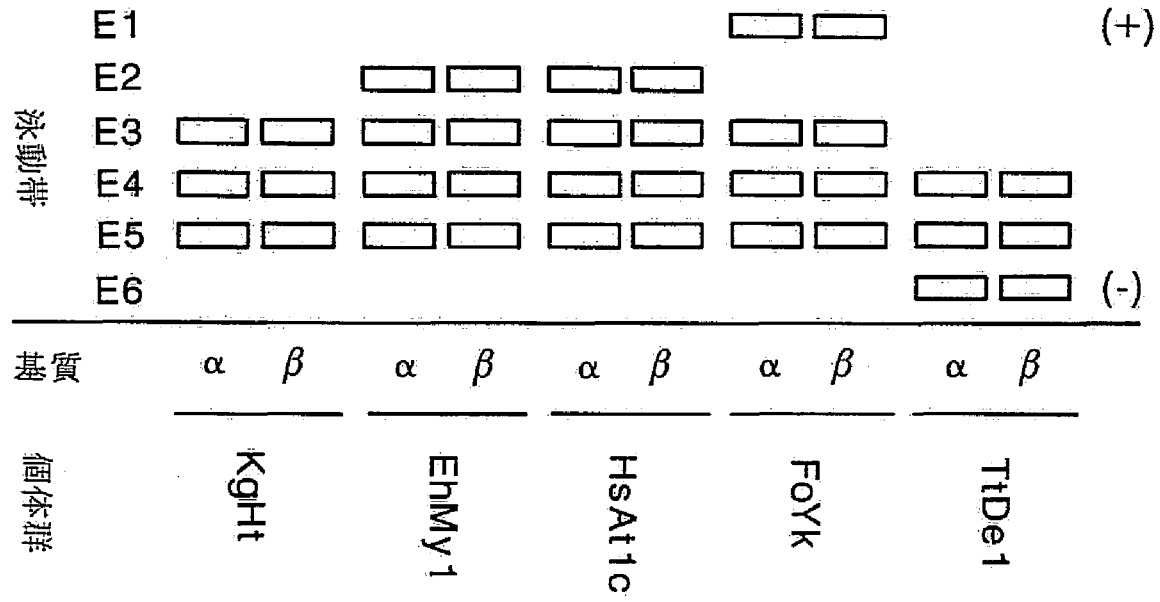 E1 (+)
E2
E3
E4
E5
E6 (-)
泳動帯
基質 α β α β α β α β α β
個体群 KgHt EhMy1 HsAt1c FoYk TtDe1